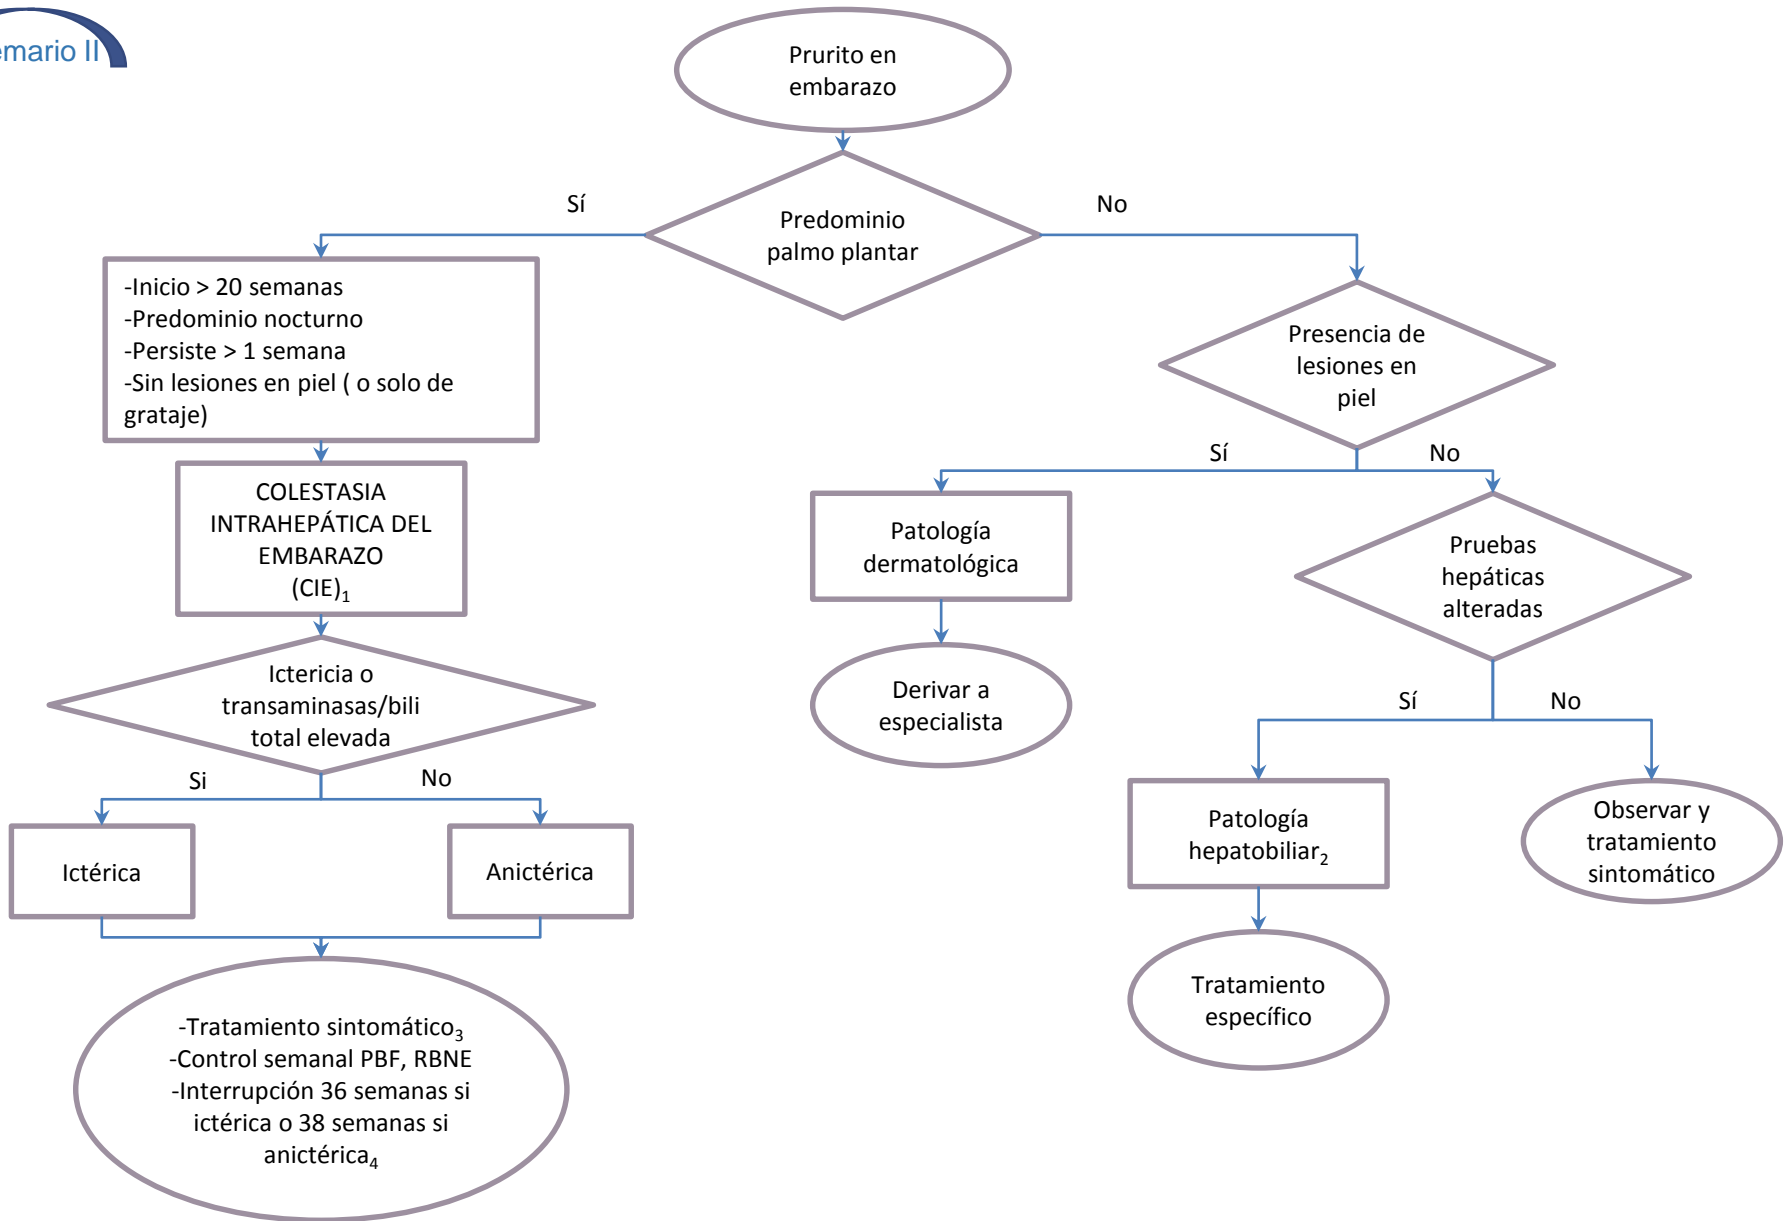 emario II
Prurito en
embarazo
Sí
No
Predominio
palmo plantar
-Inicio > 20 semanas
-Predominio nocturno
-Persiste > 1 semana
-Sin lesiones en piel ( o solo de
grataje)
Presencia de
lesiones en
piel
Sí
No
COLESTASIA
INTRAHEPÁTICA DEL
EMBARAZO
(CIE)1
Patología
dermatológica
Pruebas
hepáticas
alteradas
Ictericia o
transaminasas/bili
total elevada
Derivar a
especialista
Sí
No
Si
No
Ictérica
Anictérica
Patología
hepatobiliar2
Observar y
tratamiento
sintomático
Tratamiento
específico
-Tratamiento sintomático3
-Control semanal PBF, RBNE
-Interrupción 36 semanas si
ictérica o 38 semanas si
anictérica4